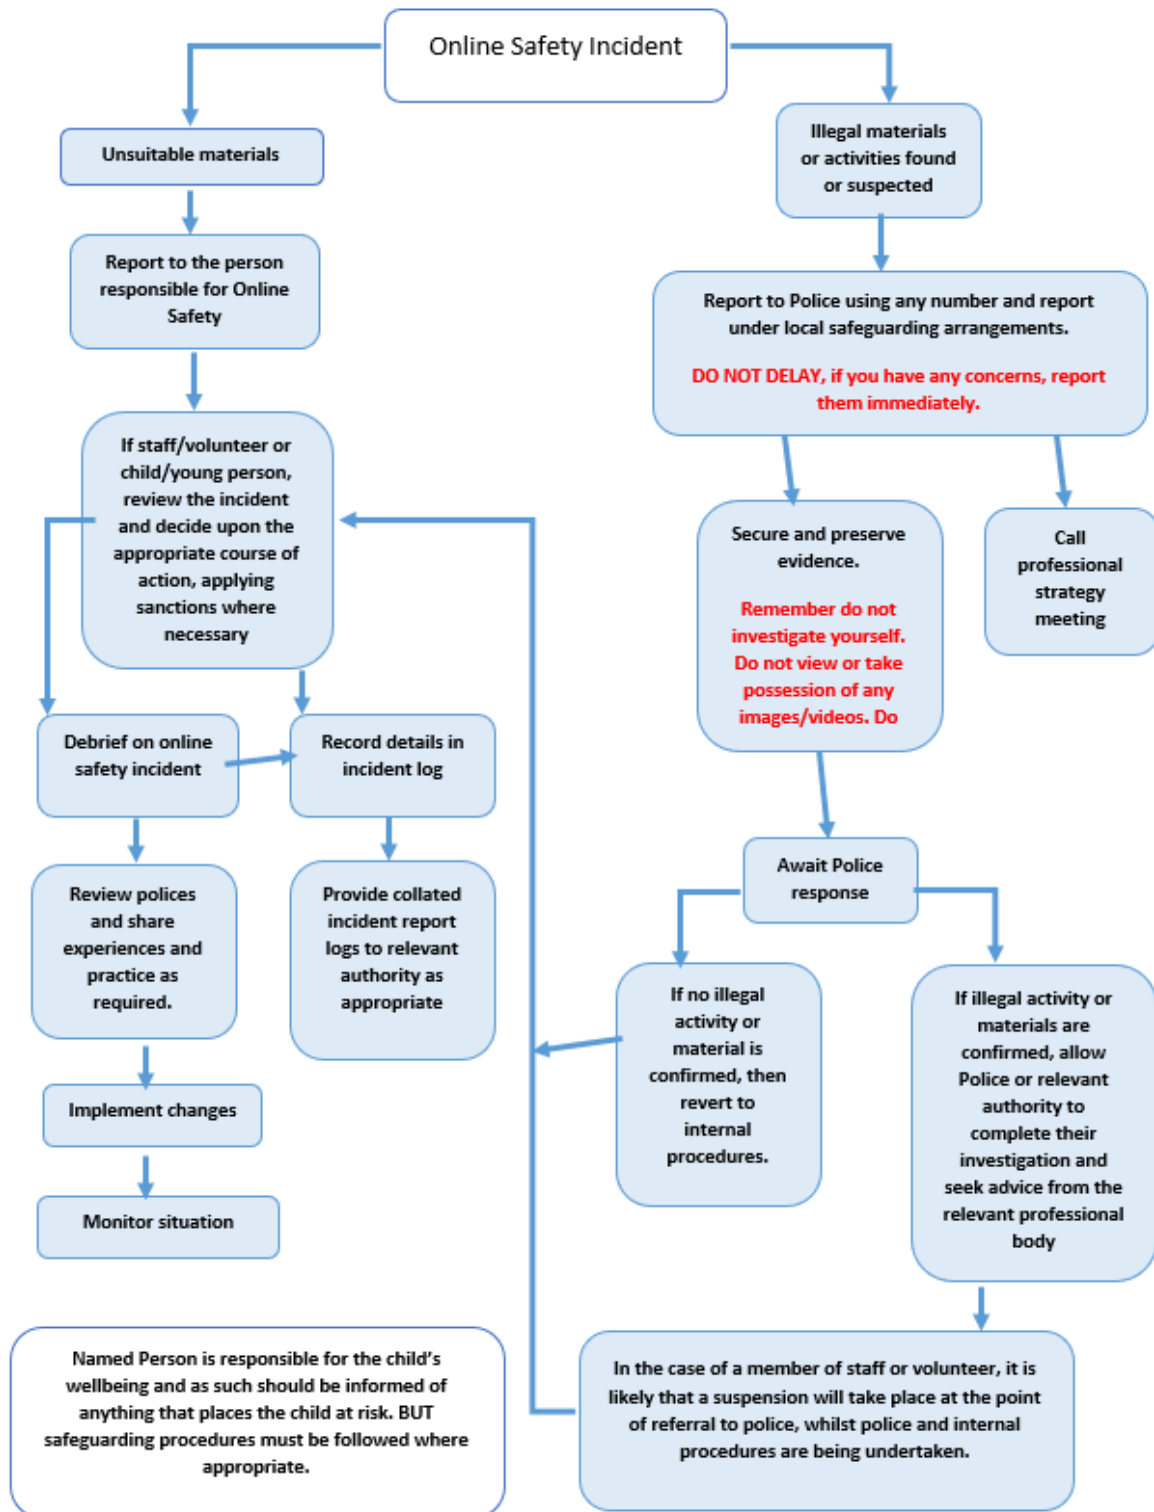 Online Safety Incident
Unsuitable materials
Report to the person
responsible for Online
Safety
If staff/volunteer or
child/young person,
review the incident
and decide upon the
appropriate course of
action, applying
sanctions where
necessary
Debrief on online
safety incident
Record details in
incident log
Review polices
and share
experiences and
practice as
required.
Provide collated
incident report
logs to relevant
authority as
appropriate
Implement changes
Monitor situation
Named Person is responsible for the child's
wellbeing and as such should be informed of
anything that places the child at risk. BUT
safeguarding procedures must be followed where
appropriate.
Illegal materials
or activities found
or suspected
Report to Police using any number and report
under local safeguarding arrangements.
DO NOT DELAY, if you have any concerns, report
them immediately.
Secure and preserve
evidence.
Remember do not
investigate yourself.
Do not view or take
possession of any
images/videos. Do
Call
professional
strategy
meeting
Await Police
response
If no illegal
activity or
material is
confirmed, then
revert to
internal
procedures.
If illegal activity or
materials are
confirmed, allow
Police or relevant
authority to
complete their
investigation and
seek advice from the
relevant professional
body
In the case of a member of staff or volunteer, it is
likely that a suspension will take place at the point
of referral to police, whilst police and internal
procedures are being undertaken.